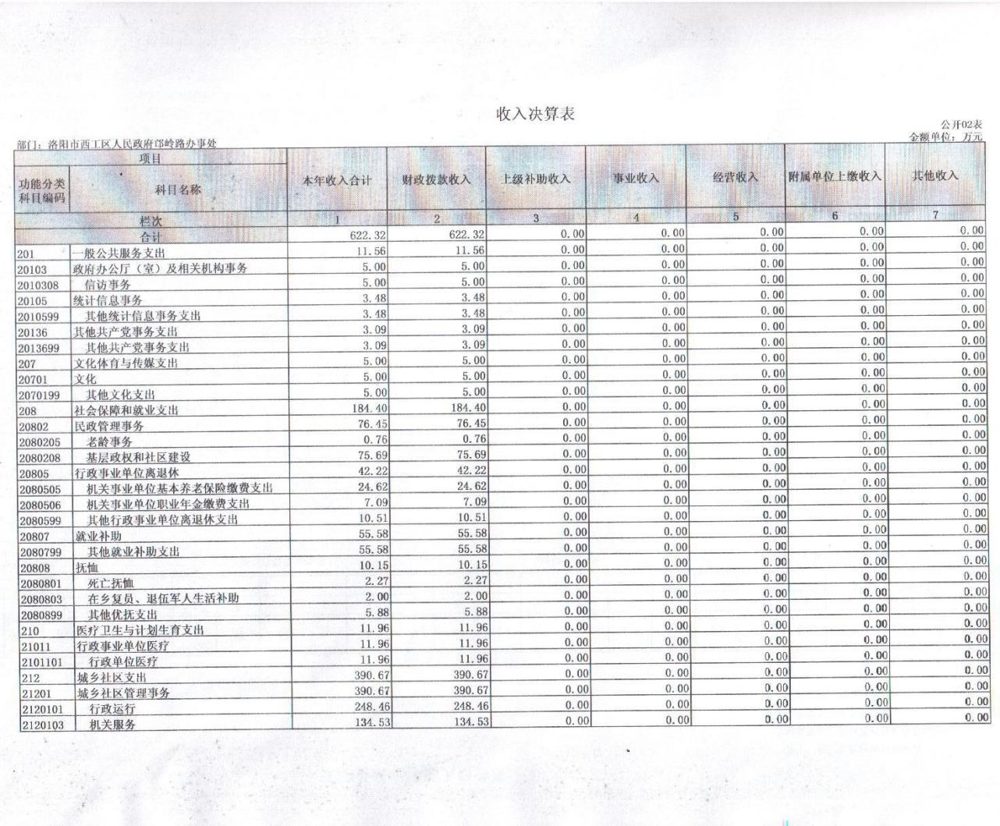 收入决算表
公开02表
部门：洛阳市西工区人民政府邙岭路办事处 金额单位：万元
项目
功能分类科目编码 科目名称 本年收入合计 财政拨款收入 上级补助收入 事业收入 经营收入 附属单位上缴收入 其他收入
栏次 1 2 3 4 5 6 7
合计 622.32 622.32 0.00 0.00 0.00 0.00 0.00
201 一般公共服务支出 11.56 11.56 0.00 0.00 0.00 0.00 0.00
20103 政府办公厅（室）及相关机构事务 5.00 5.00 0.00 0.00 0.00 0.00 0.00
2010308 信访事务 5.00 5.00 0.00 0.00 0.00 0.00 0.00
20105 统计信息事务 3.48 3.48 0.00 0.00 0.00 0.00 0.00
2010599 其他统计信息事务支出 3.48 3.48 0.00 0.00 0.00 0.00 0.00
20136 其他共产党事务支出 3.09 3.09 0.00 0.00 0.00 0.00 0.00
2013699 其他共产党事务支出 3.09 3.09 0.00 0.00 0.00 0.00 0.00
207 文化体育与传媒支出 5.00 5.00 0.00 0.00 0.00 0.00 0.00
20701 文化 5.00 5.00 0.00 0.00 0.00 0.00 0.00
2070199 其他文化支出 5.00 5.00 0.00 0.00 0.00 0.00 0.00
208 社会保障和就业支出 184.40 184.40 0.00 0.00 0.00 0.00 0.00
20802 民政管理事务 76.45 76.45 0.00 0.00 0.00 0.00 0.00
2080205 老龄事务 0.76 0.76 0.00 0.00 0.00 0.00 0.00
2080208 基层政权和社区建设 75.69 75.69 0.00 0.00 0.00 0.00 0.00
20805 行政事业单位离退休 42.22 42.22 0.00 0.00 0.00 0.00 0.00
2080505 机关事业单位基本养老保险缴费支出 24.62 24.62 0.00 0.00 0.00 0.00 0.00
2080506 机关事业单位职业年金缴费支出 7.09 7.09 0.00 0.00 0.00 0.00 0.00
2080599 其他行政事业单位离退休支出 10.51 10.51 0.00 0.00 0.00 0.00 0.00
20807 就业补助 55.58 55.58 0.00 0.00 0.00 0.00 0.00
2080799 其他就业补助支出 55.58 55.58 0.00 0.00 0.00 0.00 0.00
20808 抚恤 10.15 10.15 0.00 0.00 0.00 0.00 0.00
2080801 死亡抚恤 2.27 2.27 0.00 0.00 0.00 0.00 0.00
2080803 在乡复员、退伍军人生活补助 2.00 2.00 0.00 0.00 0.00 0.00 0.00
2080899 其他优抚支出 5.88 5.88 0.00 0.00 0.00 0.00 0.00
210 医疗卫生与计划生育支出 11.96 11.96 0.00 0.00 0.00 0.00 0.00
21011 行政事业单位医疗 11.96 11.96 0.00 0.00 0.00 0.00 0.00
2101101 行政单位医疗 11.96 11.96 0.00 0.00 0.00 0.00 0.00
212 城乡社区支出 390.67 390.67 0.00 0.00 0.00 0.00 0.00
21201 城乡社区管理事务 390.67 390.67 0.00 0.00 0.00 0.00 0.00
2120101 行政运行 248.46 248.46 0.00 0.00 0.00 0.00 0.00
2120103 机关服务 134.53 134.53 0.00 0.00 0.00 0.00 0.00